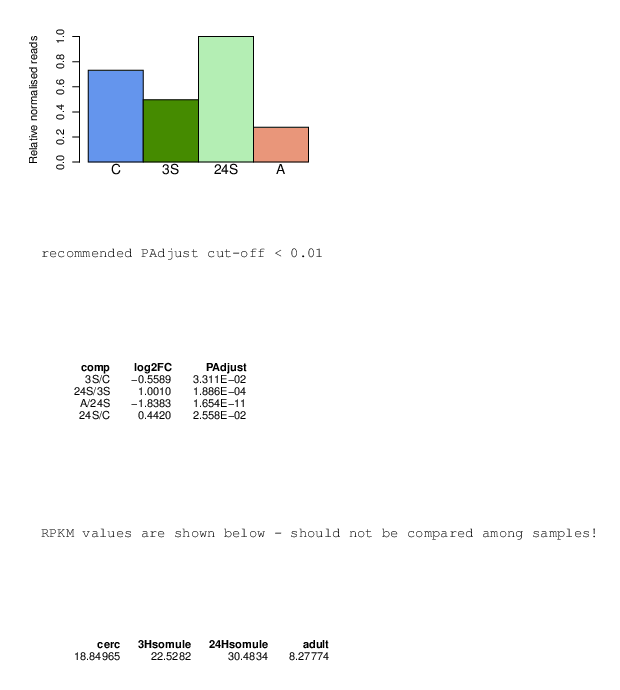 Relative normalised reads
1.0
0.8
0.6
0.4
0.2
0.0
C 3S 24S A
recommended PAdjust cut-off < 0.01
comp log2FC PAdjust
3S/C −0.5589 3.311E−02
24S/3S 1.0010 1.886E−04
A/24S −1.8383 1.654E−11
24S/C 0.4420 2.558E−02
RPKM values are shown below - should not be compared among samples!
cerc 3Hsomule 24Hsomule adult
18.84965 22.5282 30.4834 8.27774